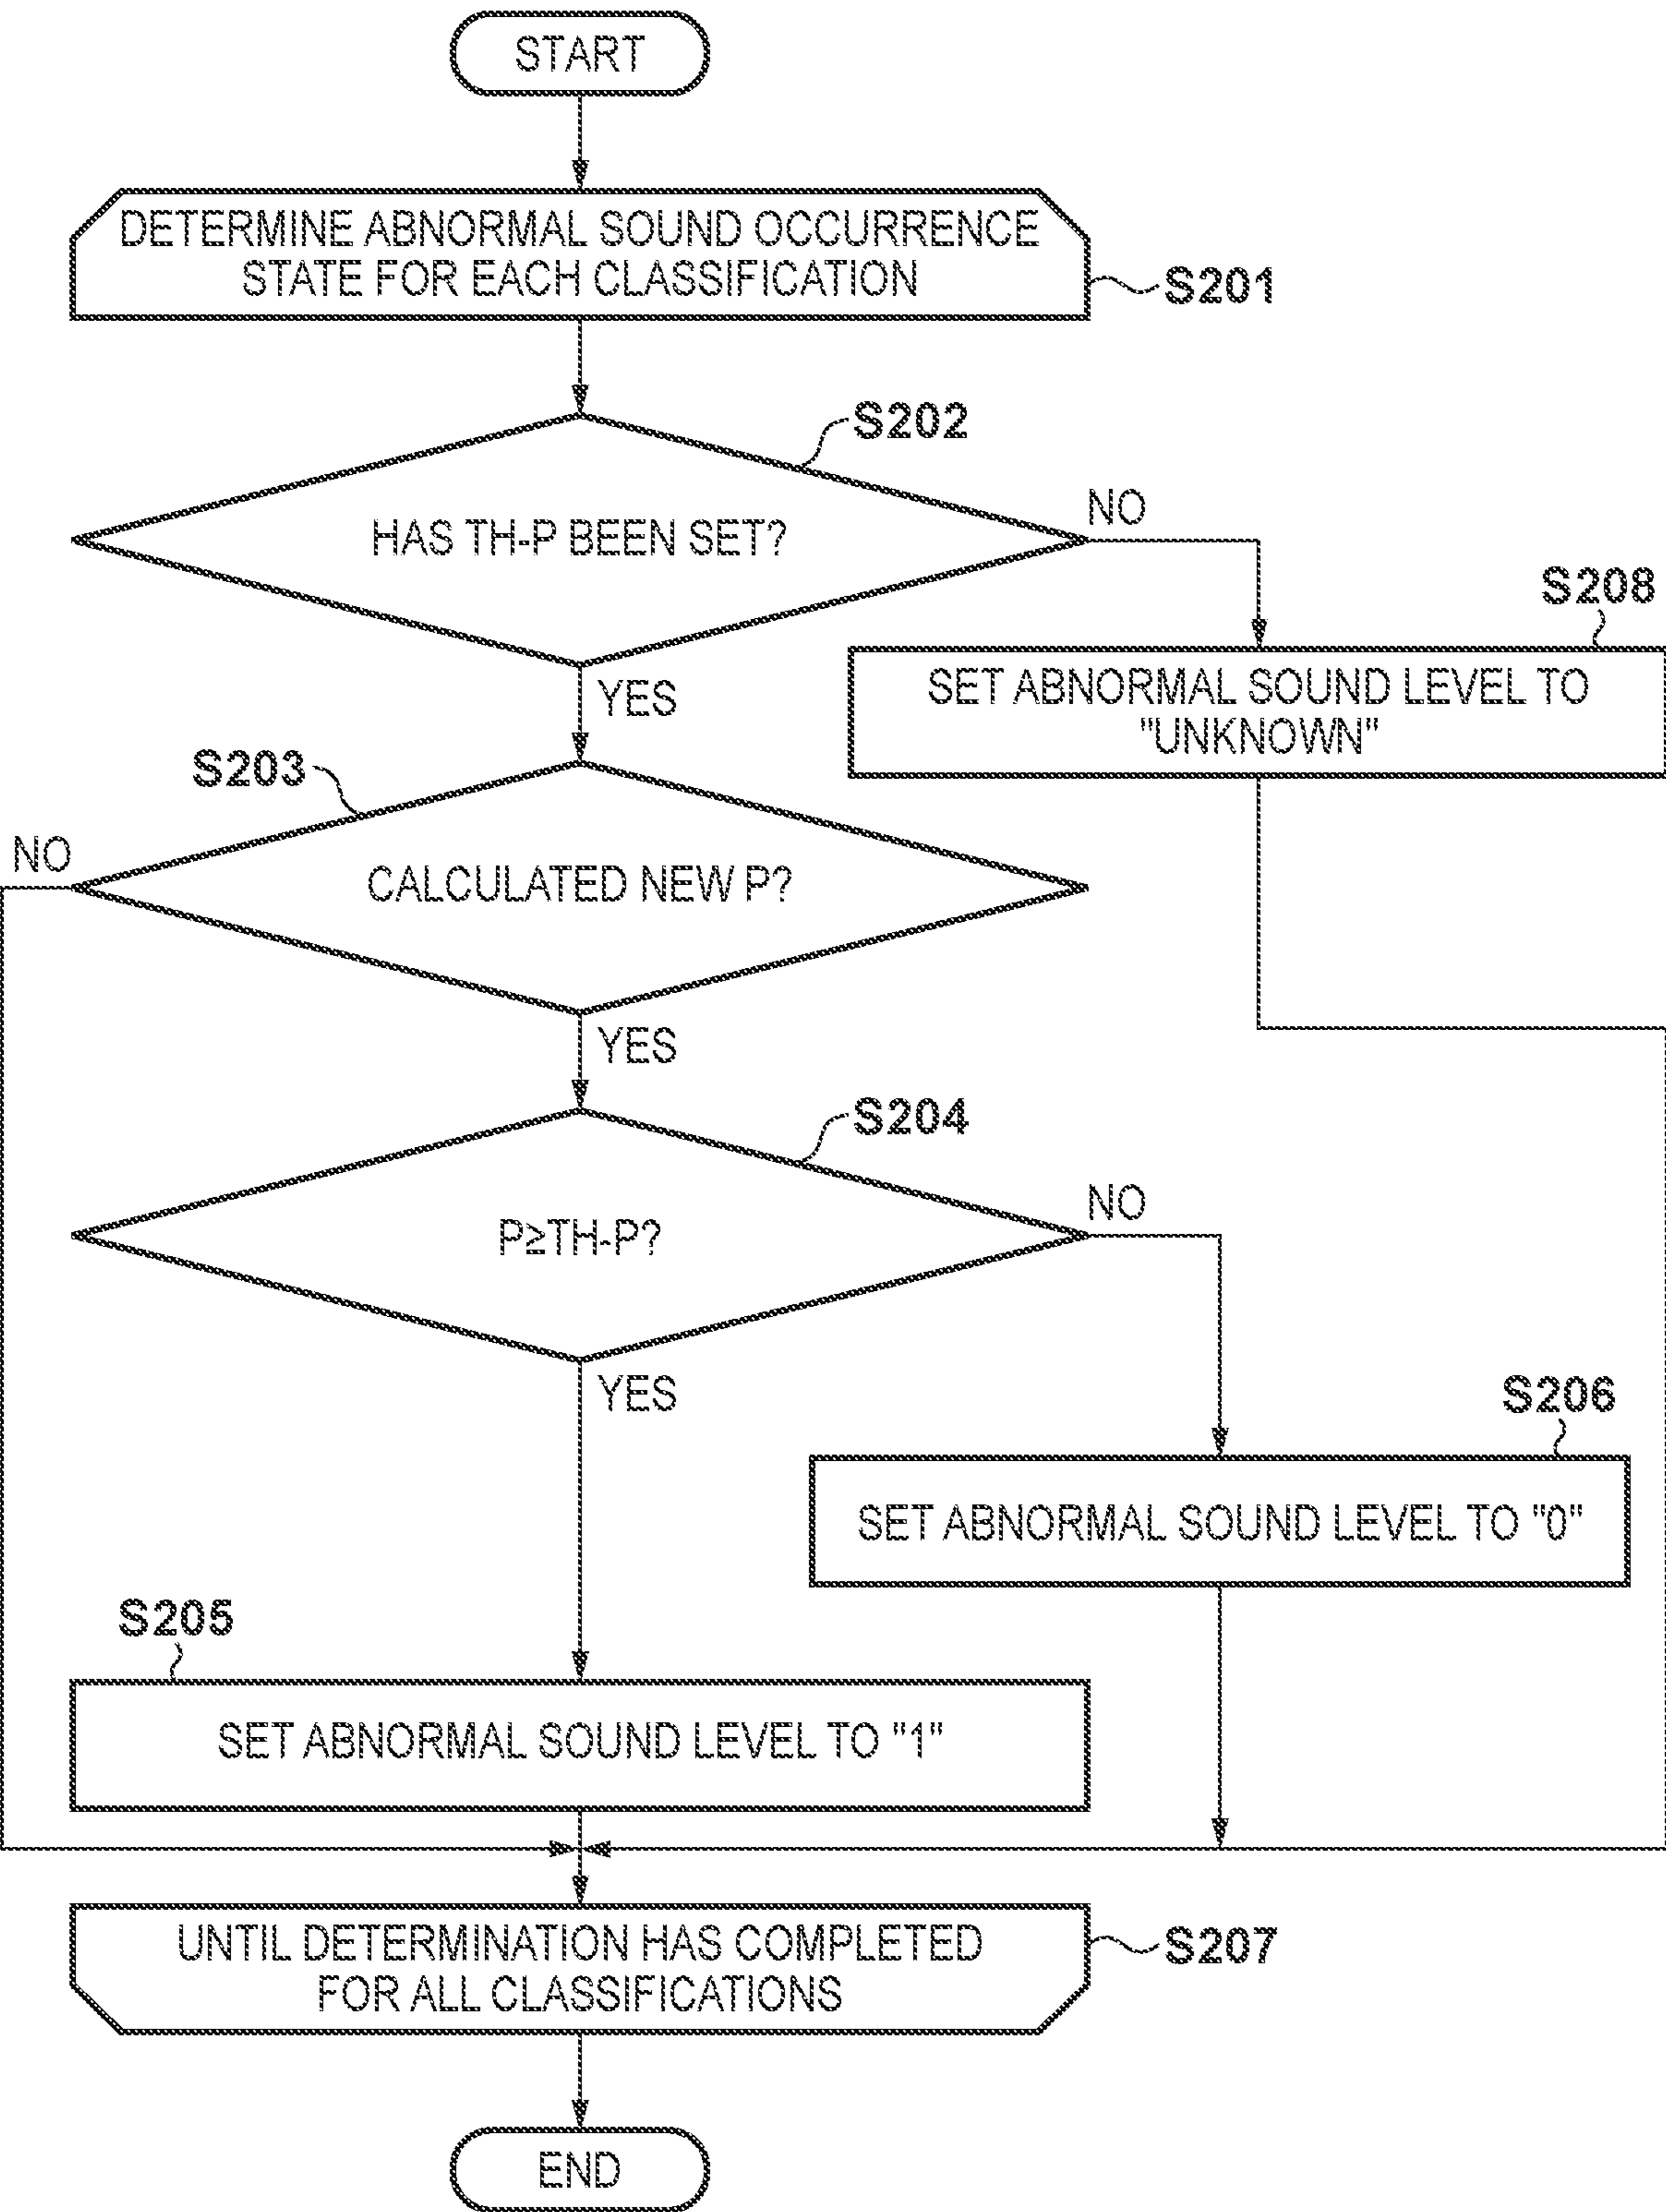 START
DETERMINE ABNORMAL SOUND OCCURRENCE
STATE FOR EACH CLASSIFICATION
S201
S202
HAS TH-P BEEN SET?
NO
S208
SET ABNORMAL SOUND LEVEL TO
"UNKNOWN"
YES
S203
NO
CALCULATED NEW P?
YES
S204
P≥TH-P?
NO
YES
S206
SET ABNORMAL SOUND LEVEL TO "0"
S205
SET ABNORMAL SOUND LEVEL TO "1"
UNTIL DETERMINATION HAS COMPLETED
FOR ALL CLASSIFICATIONS
S207
END